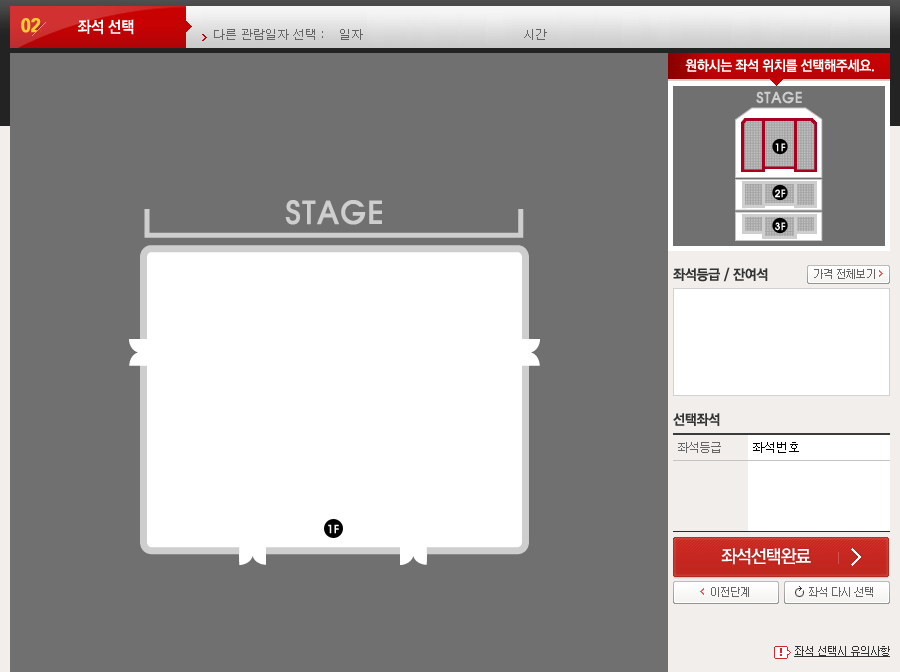 02 좌석 선택
다른 관람일자 선택 : 일자 시간
원하시는 좌석 위치를 선택해주세요.
STAGE
1F
2F
3F
STAGE
1F
좌석등급 / 잔여석 가격 전체보기
선택좌석
좌석등급 좌석번호
좌석선택완료
이전단계 좌석 다시 선택
좌석 선택시 유의사항